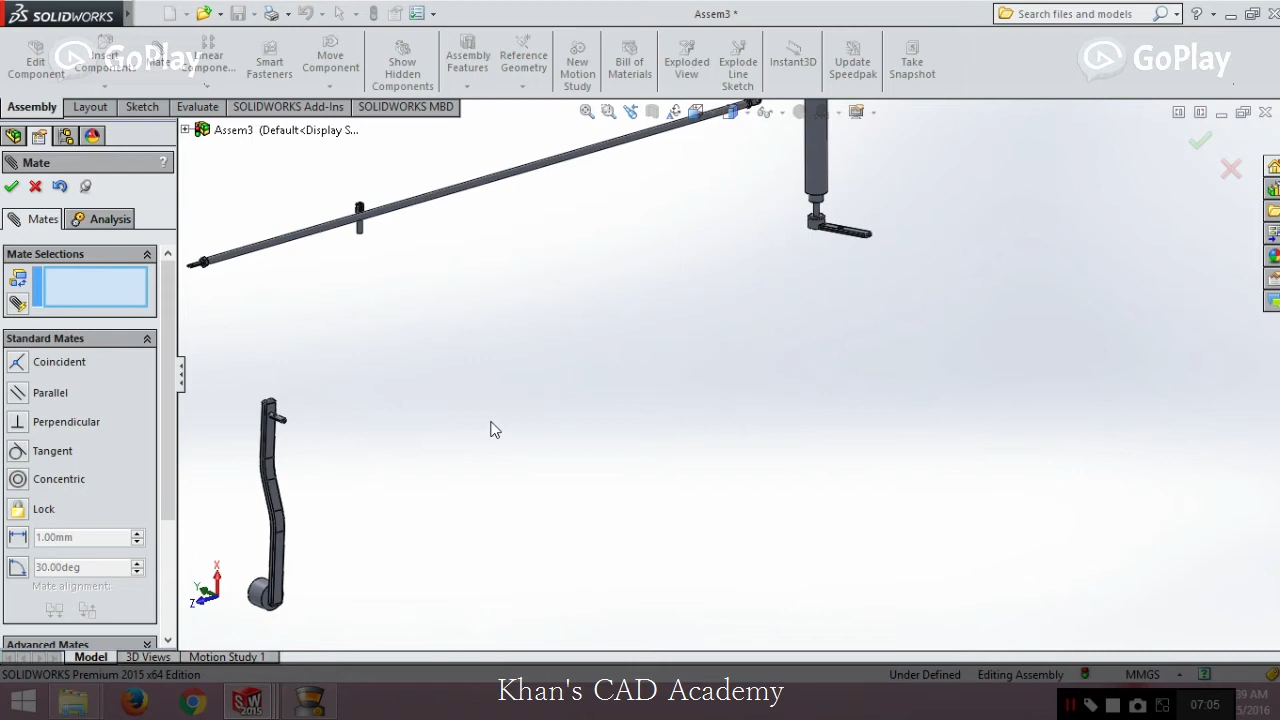 SOLIDWORKS
Assem3 *
Search files and models
GoPlay
GoPlay
Edit Component
Mate
Component...
Smart Fasteners
Move Component
Show Hidden Components
Assembly Features
Reference Geometry
New Motion Study
Bill of Materials
Exploded View
Explode Line Sketch
Instant3D
Update Speedpak
Take Snapshot
Assembly
Layout
Sketch
Evaluate
SOLIDWORKS Add-Ins
SOLIDWORKS MBD
Assem3 (Default<Display S...
Mate
?
Mates
Analysis
Mate Selections
Standard Mates
Coincident
Parallel
Perpendicular
Tangent
Concentric
Lock
1.00mm
30.00deg
Mate alignment:
Advanced Mates
X
Y
Z
Model
3D Views
Motion Study 1
SOLIDWORKS Premium 2015 x64 Edition
Under Defined
Editing Assembly
MMGS
Khan's CAD Academy
SW
2015
07:05